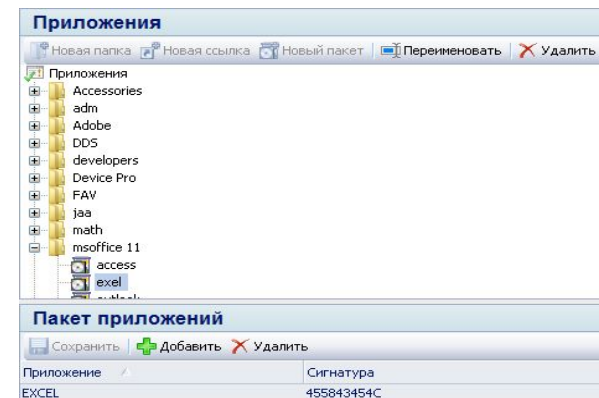 Приложения
Новая папка Новая ссылка Новый пакет Переименовать Удалить
Приложения
Accessories
adm
Adobe
DDS
developers
Device Pro
FAV
jaa
math
msoffice 11
access
exel
outlook
Пакет приложений
Сохранить Добавить Удалить
Приложение Сигнатура
EXCEL 455843454C